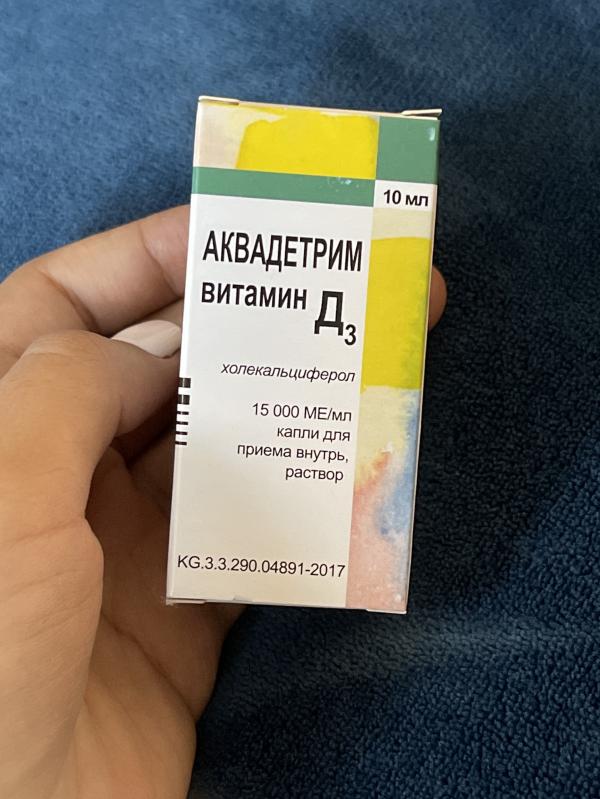 10 мл
АКВАДЕТРИМ
витамин Д3
холекальциферол
15 000 МЕ/мл
капли для
приема внутрь,
раствор
KG.3.3.290.04891-2017